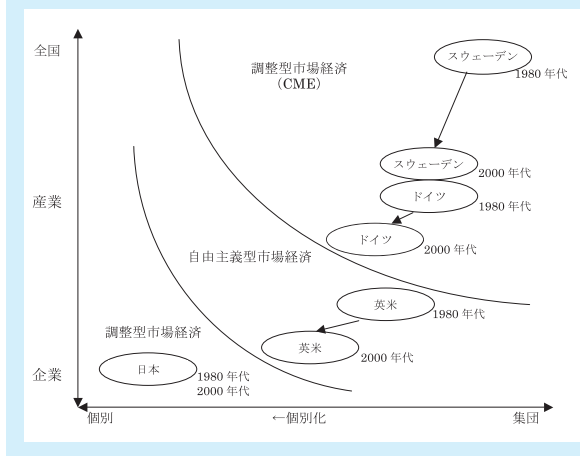 全国
調整型市場経済
（CME）
スウェーデン
1980 年代
スウェーデン
2000 年代
産業
ドイツ
1980 年代
ドイツ
2000 年代
自由主義型市場経済
英米
1980 年代
調整型市場経済
英米
2000 年代
企業
日本
1980 年代
2000 年代
個別
←個別化
集団